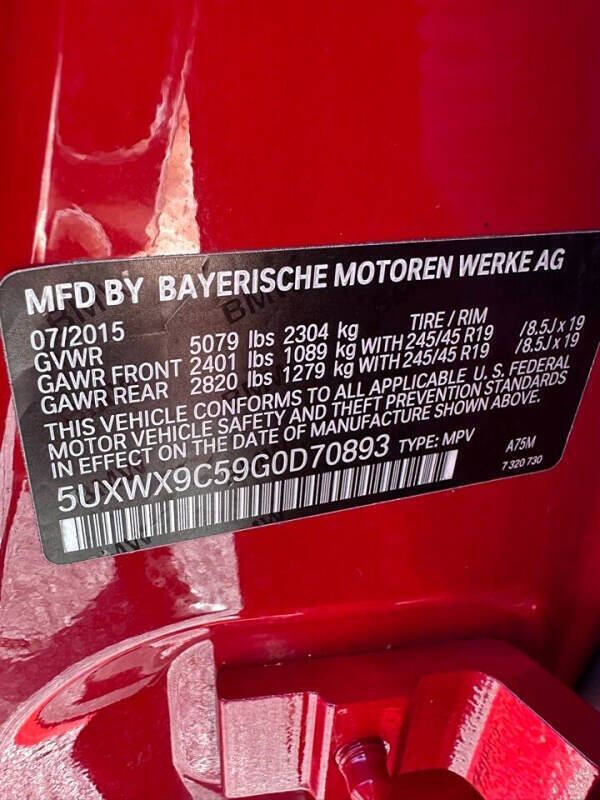 MFD BY BAYERISCHE MOTOREN WERKE AG
07/2015 TIRE / RIM
GVWR 5079 lbs 2304 kg
GAWR FRONT 2401 lbs 1089 kg WITH 245/45 R19 /8.5J x 19
GAWR REAR 2820 lbs 1279 kg WITH 245/45 R19 /8.5J x 19
THIS VEHICLE CONFORMS TO ALL APPLICABLE U. S. FEDERAL
MOTOR VEHICLE SAFETY AND THEFT PREVENTION STANDARDS
IN EFFECT ON THE DATE OF MANUFACTURE SHOWN ABOVE.
5UXWX9C59G0D70893 TYPE: MPV A75M
7 320 730